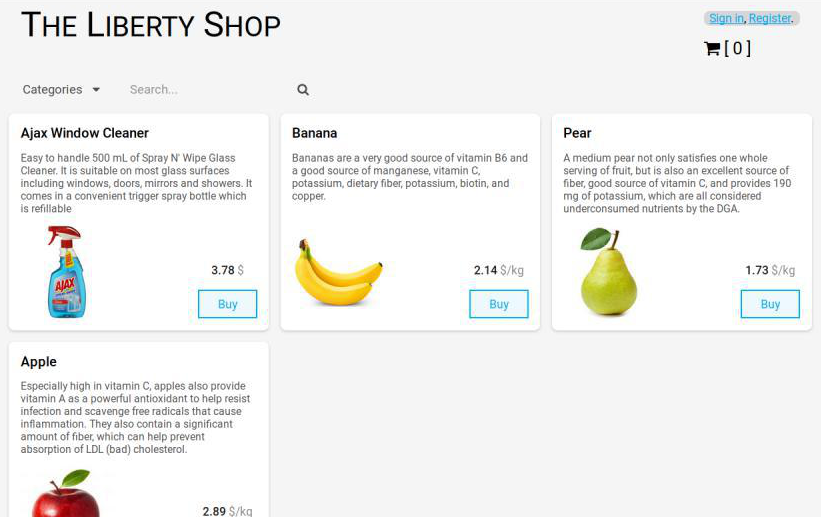 THE LIBERTY SHOP
Sign in, Register.
[ 0 ]
Categories
Search...
Ajax Window Cleaner
Easy to handle 500 mL of Spray N' Wipe Glass
Cleaner. It is suitable on most glass surfaces
including windows, doors, mirrors and showers. It
comes in a convenient trigger spray bottle which
is refillable
AJAX
3.78 $
Buy
Banana
Bananas are a very good source of vitamin B6 and
a good source of manganese, vitamin C,
potassium, dietary fiber, potassium, biotin, and
copper.
2.14 $/kg
Buy
Pear
A medium pear not only satisfies one whole
serving of fruit, but is also an excellent source of
fiber, good source of vitamin C, and provides 190
mg of potassium, which are all considered
underconsumed nutrients by the DGA.
1.73 $/kg
Buy
Apple
Especially high in vitamin C, apples also provide
vitamin A as a powerful antioxidant to help resist
infection and scavenge free radicals that cause
inflammation. They also contain a significant
amount of fiber, which can help prevent
absorption of LDL (bad) cholesterol.
2.89 $/kg